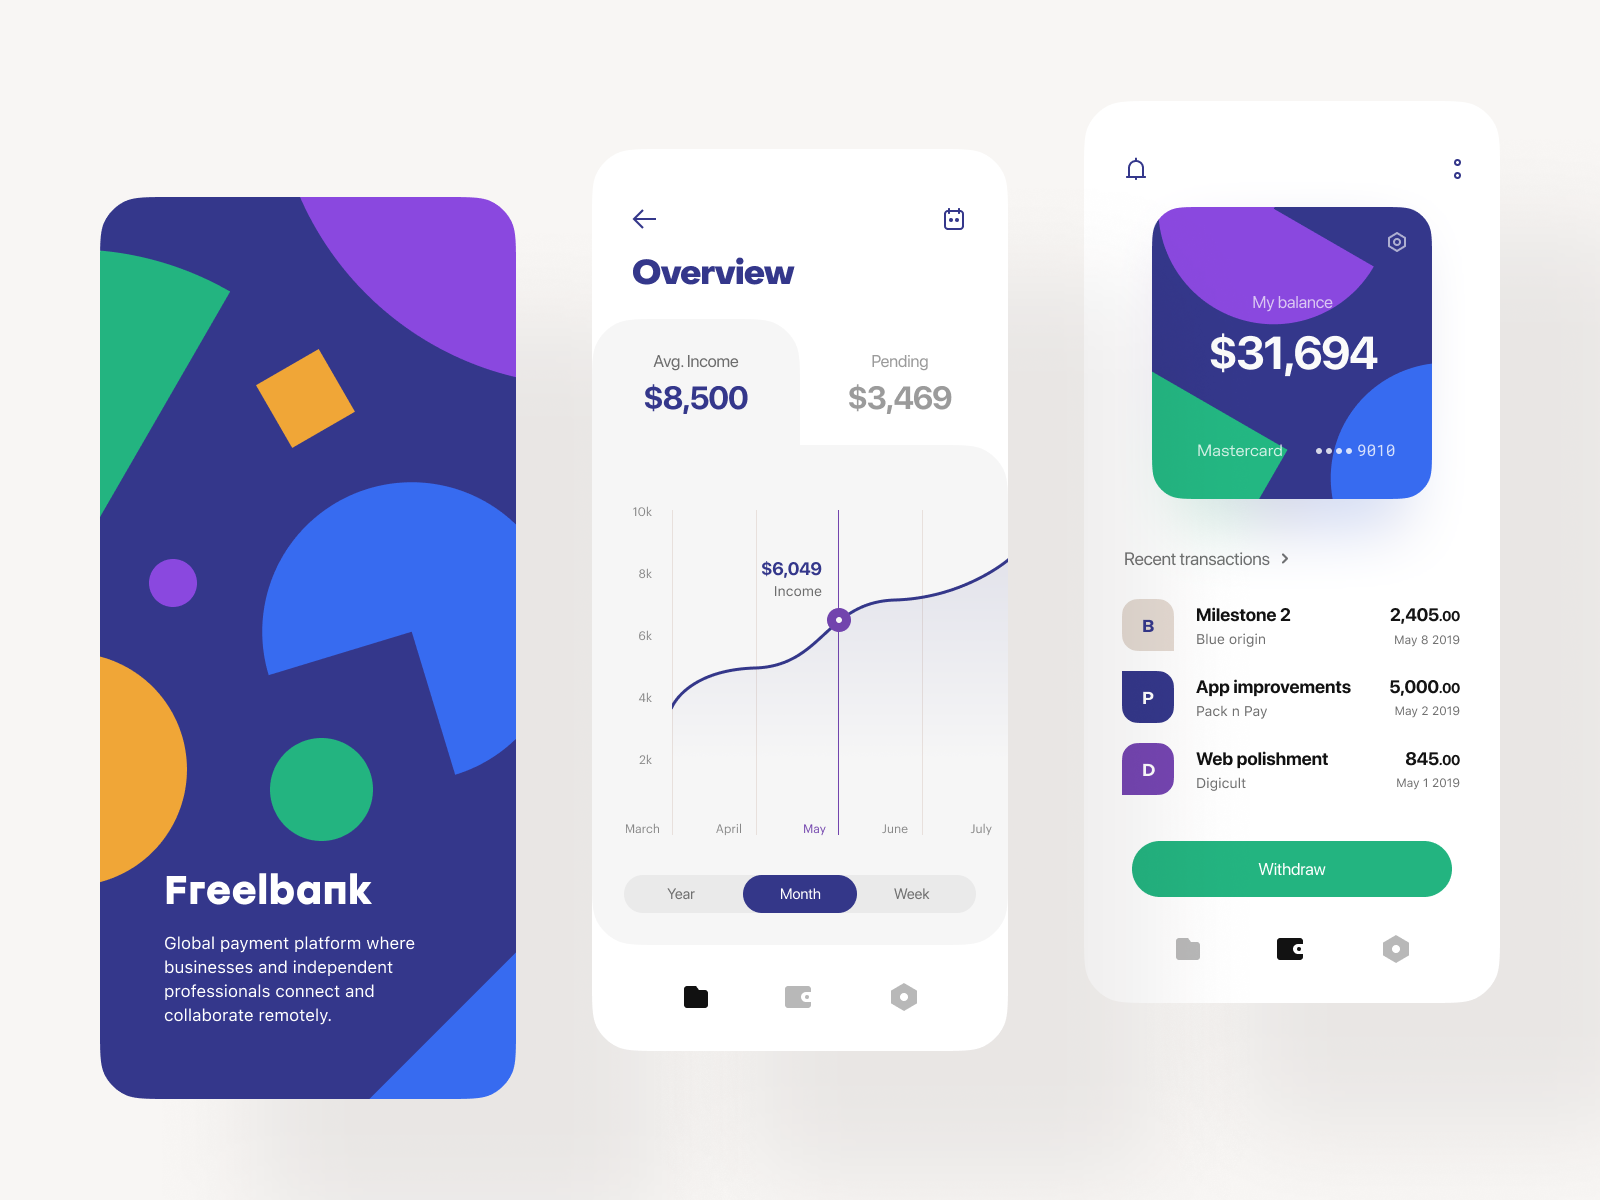 Freelbank
Global payment platform where
businesses and independent
professionals connect and
collaborate remotely.
Overview
Avg. Income
$8,500
Pending
$3,469
10k
8k
6k
4k
2k
$6,049
Income
March April May June July
Year Month Week
My balance
$31,694
Mastercard •••• 9010
Recent transactions
B
Milestone 2 2,405.00
Blue origin May 8 2019
P
App improvements 5,000.00
Pack n Pay May 2 2019
D
Web polishment 845.00
Digicult May 1 2019
Withdraw